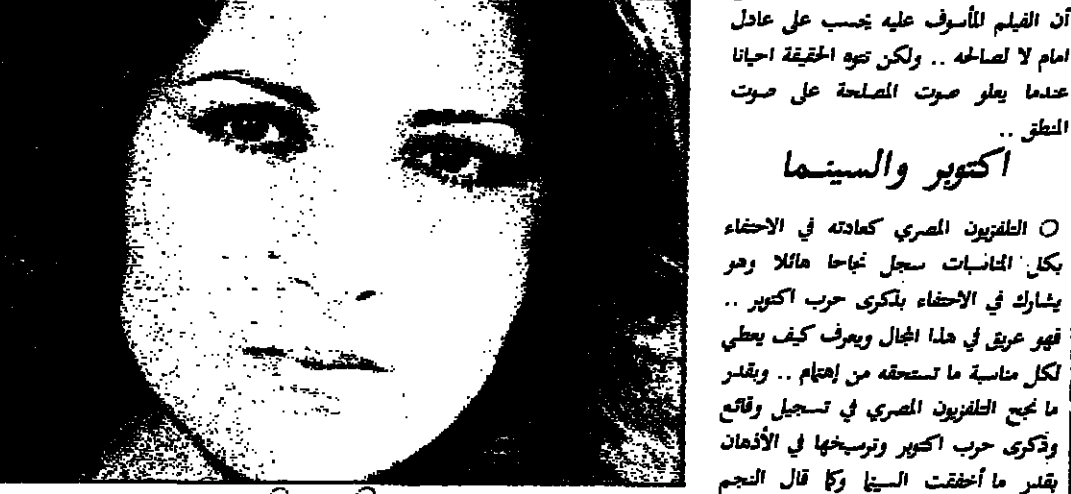 أن الفيلم المأسوف عليه يحسب على عادل
امام لا لصالحه .. ولكن تتوه الحقيقة احيانا
عندما يعلو صوت المصلحة على صوت
المنطق ..
اكتوبر والسينما
○ التلفزيون المصري كعادته في الاحتفاء
بكل المناسبات سجل نجاحا هائلا وهو
يشارك في الاحتفاء بذكرى حرب اكتوبر ..
فهو عريق في هذا المجال ويعرف كيف يعطي
لكل مناسبة ما تستحقه من إهتمام .. وبقدر
ما نجح التلفزيون المصري في تسجيل وقائع
وذكرى حرب اكتوبر وترسيخها في الأذهان
بقدر ما أخفقت السينما وكما قال النجم